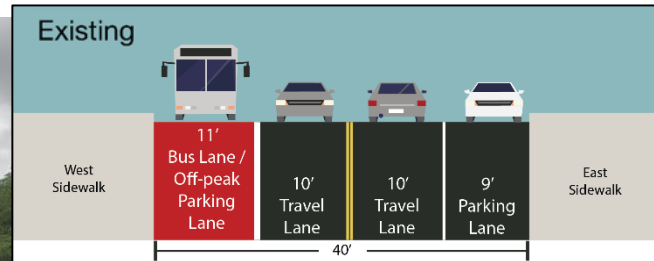 Existing
West
Sidewalk
11'
Bus Lane /
Off-peak
Parking
Lane
10'
Travel
Lane
10'
Travel
Lane
9'
Parking
Lane
East
Sidewalk
40'